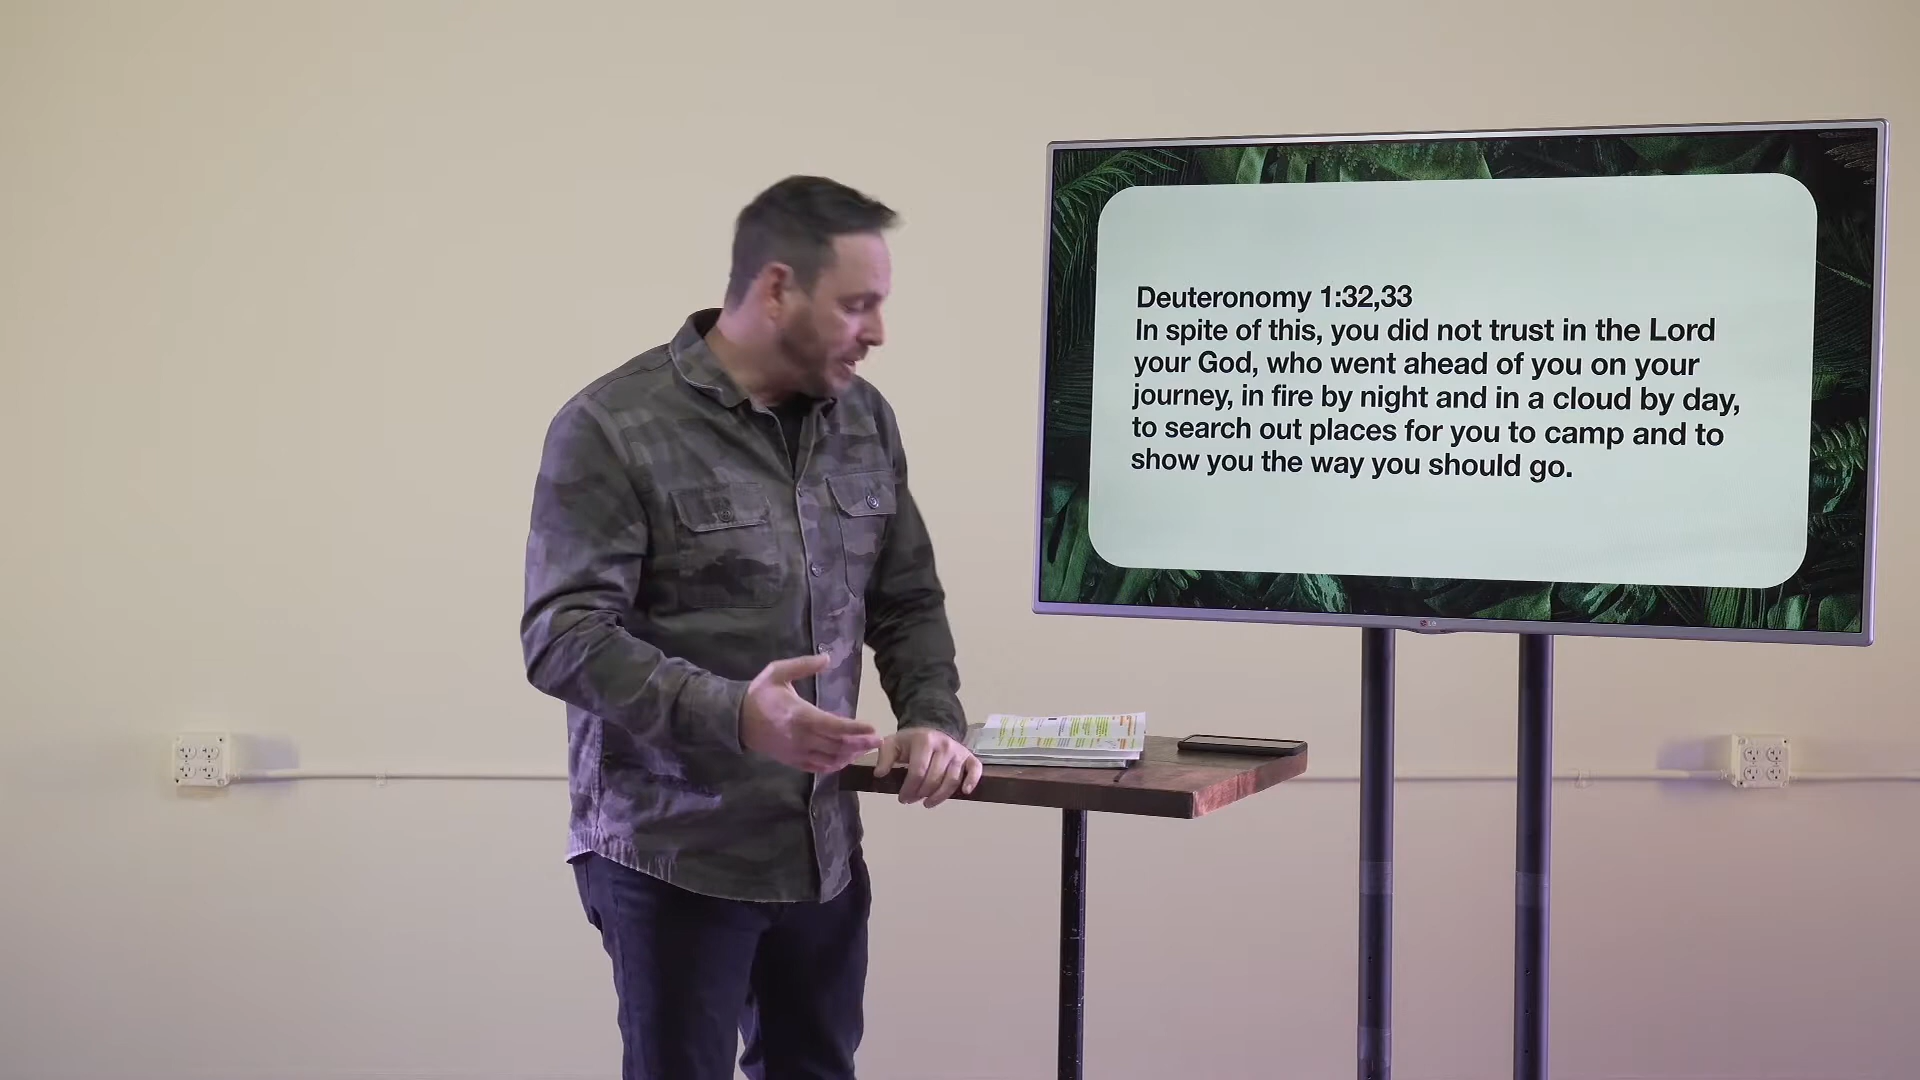 Deuteronomy 1:32,33
In spite of this, you did not trust in the Lord
your God, who went ahead of you on your
journey, in fire by night and in a cloud by day,
to search out places for you to camp and to
show you the way you should go.
LG